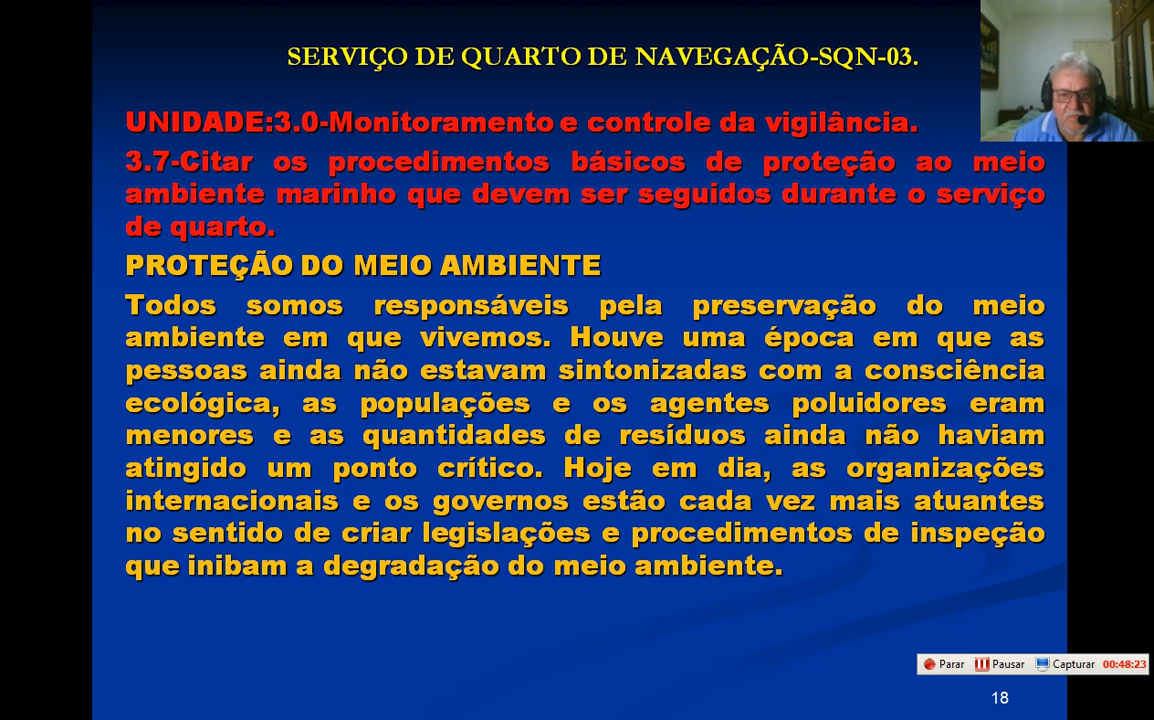 SERVIÇO DE QUARTO DE NAVEGAÇÃO-SQN-03.
UNIDADE:3.0-Monitoramento e controle da vigilância.
3.7-Citar os procedimentos básicos de proteção ao meio
ambiente marinho que devem ser seguidos durante o serviço
de quarto.
PROTEÇÃO DO MEIO AMBIENTE
Todos somos responsáveis pela preservação do meio
ambiente em que vivemos. Houve uma época em que as
pessoas ainda não estavam sintonizadas com a consciência
ecológica, as populações e os agentes poluidores eram
menores e as quantidades de resíduos ainda não haviam
atingido um ponto crítico. Hoje em dia, as organizações
internacionais e os governos estão cada vez mais atuantes
no sentido de criar legislações e procedimentos de inspeção
que inibam a degradação do meio ambiente.
Parar Pausar Capturar 00:48:23
18